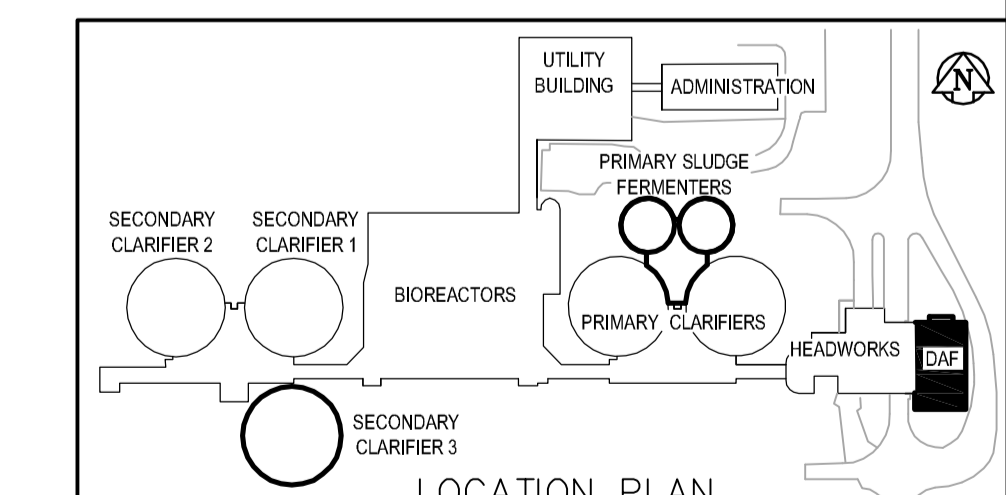 UTILITY
BUILDING
ADMINISTRATION
N
PRIMARY SLUDGE
FERMENTERS
SECONDARY
CLARIFIER 2
SECONDARY
CLARIFIER 1
BIOREACTORS
PRIMARY CLARIFIERS
HEADWORKS
DAF
SECONDARY
CLARIFIER 3
LOCATION PLAN